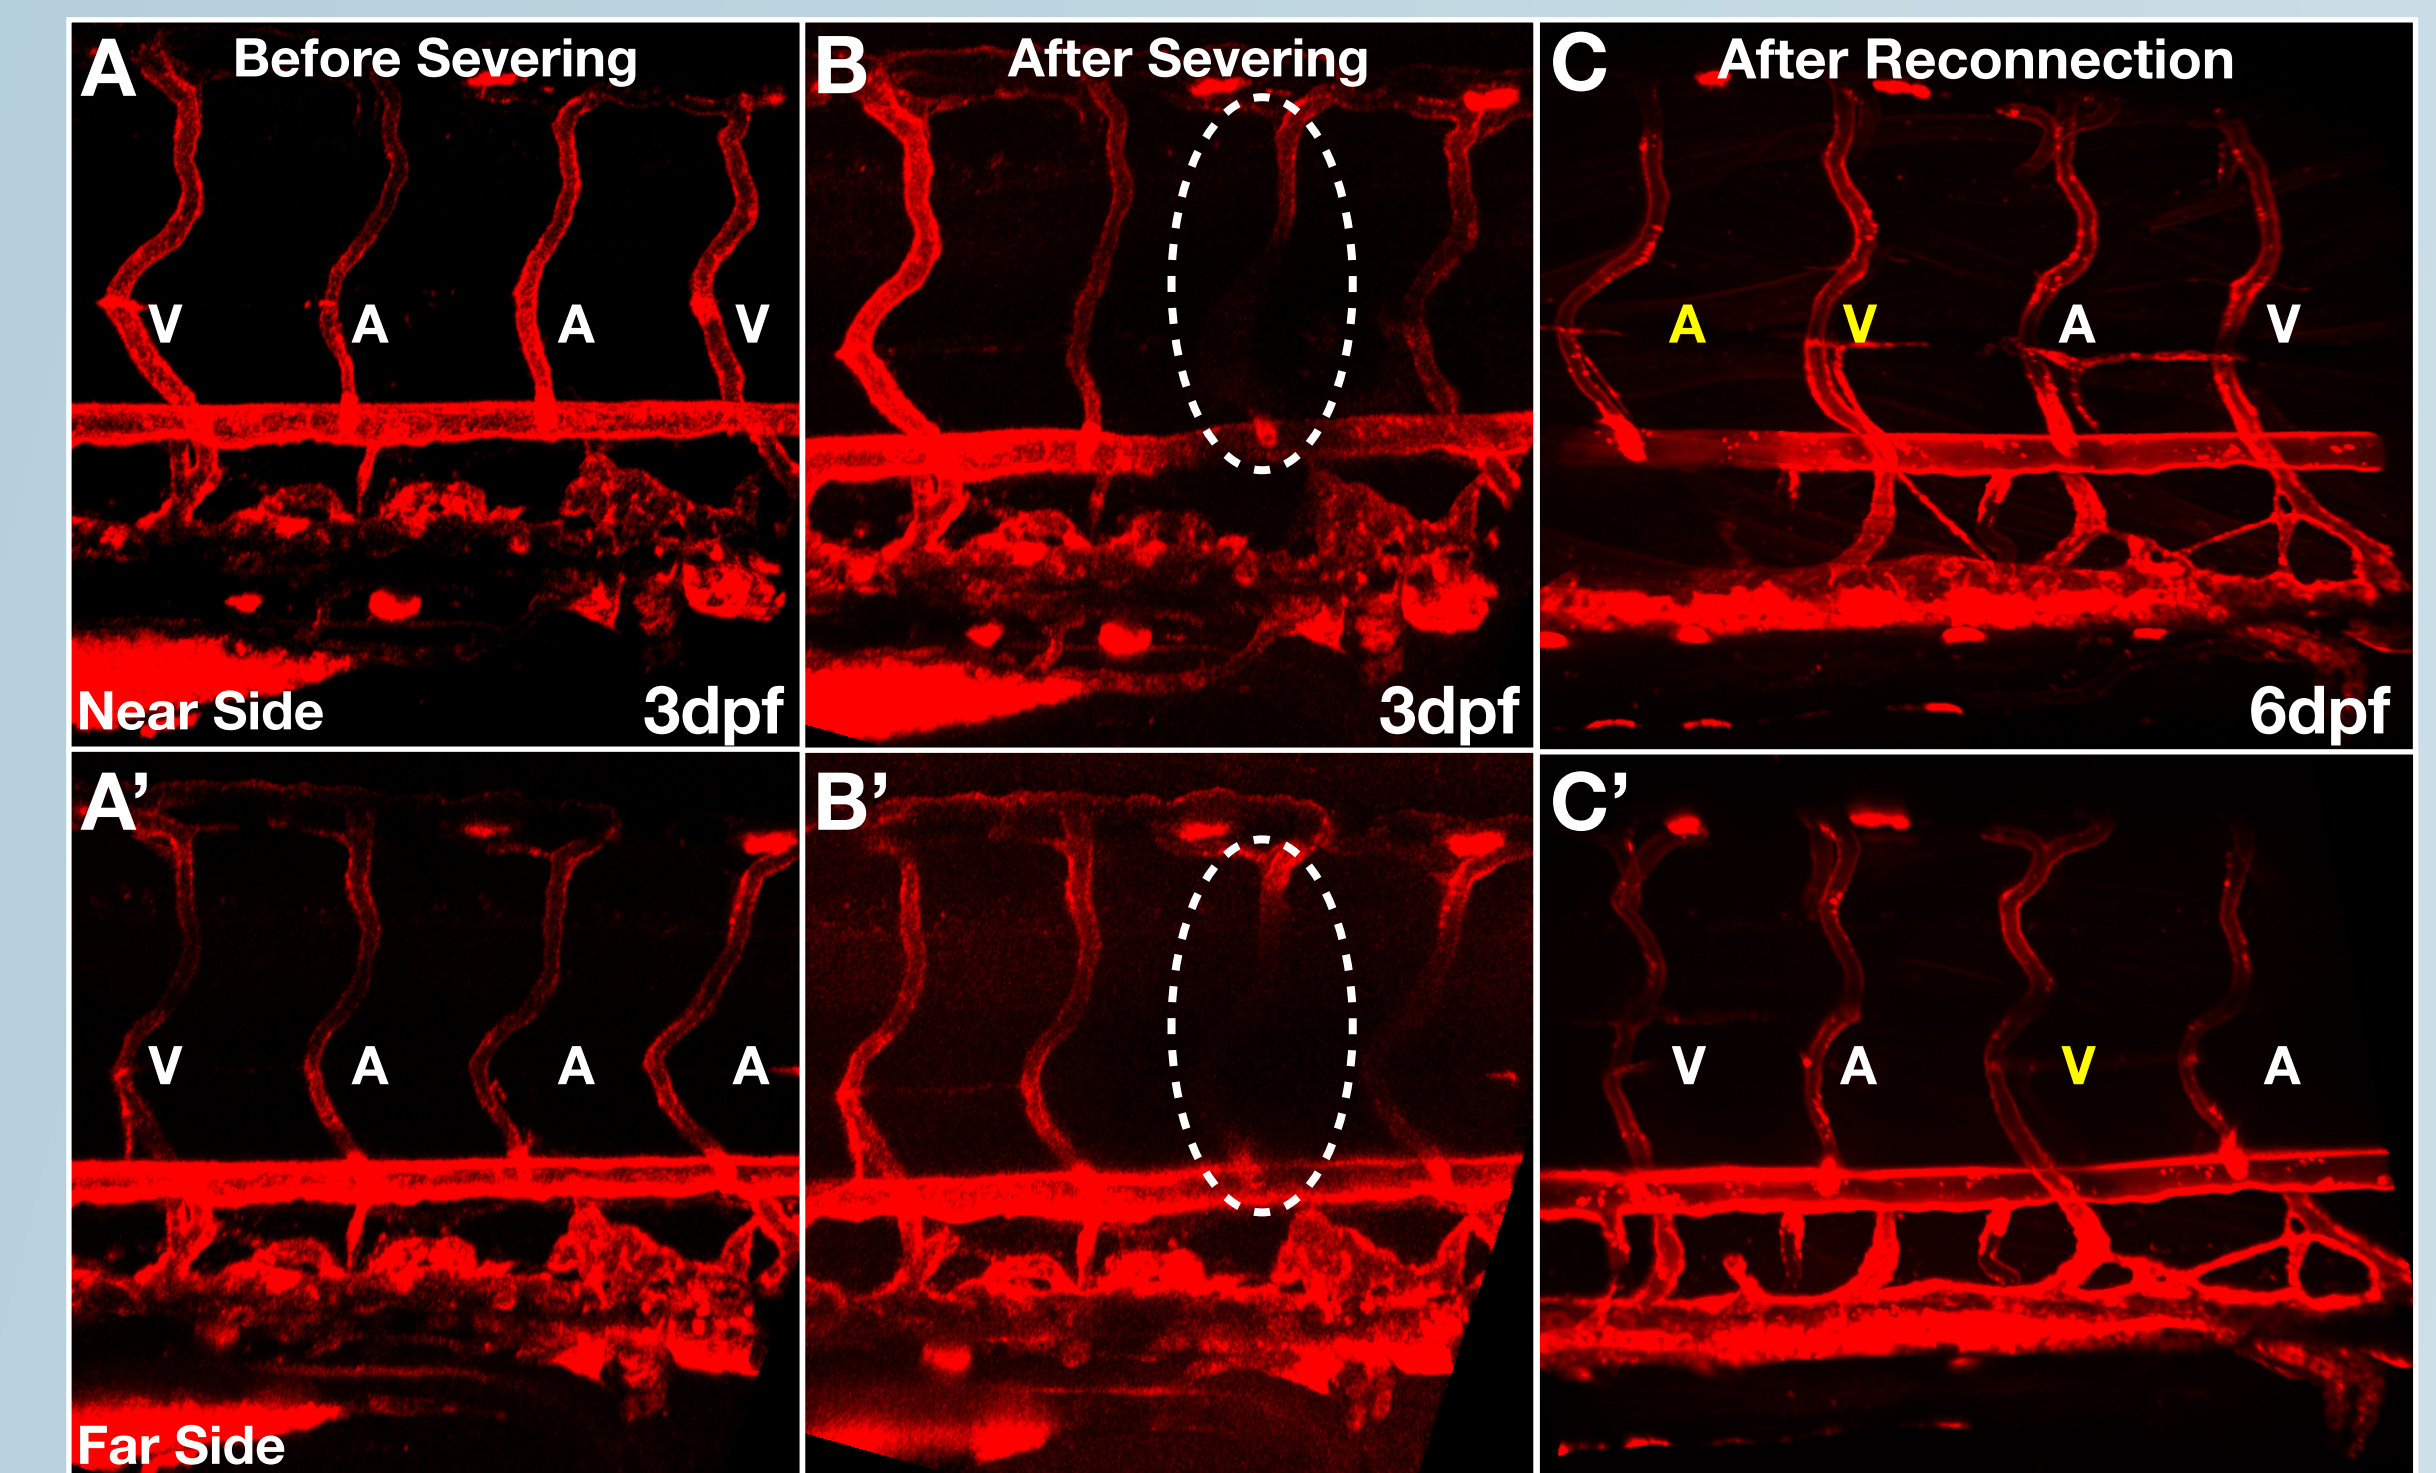 A Before Severing
V A A V
Near Side 3dpf
B After Severing
3dpf
C After Reconnection
A V A V
6dpf
A’
V A A A
Far Side
B’
C’
V A V A